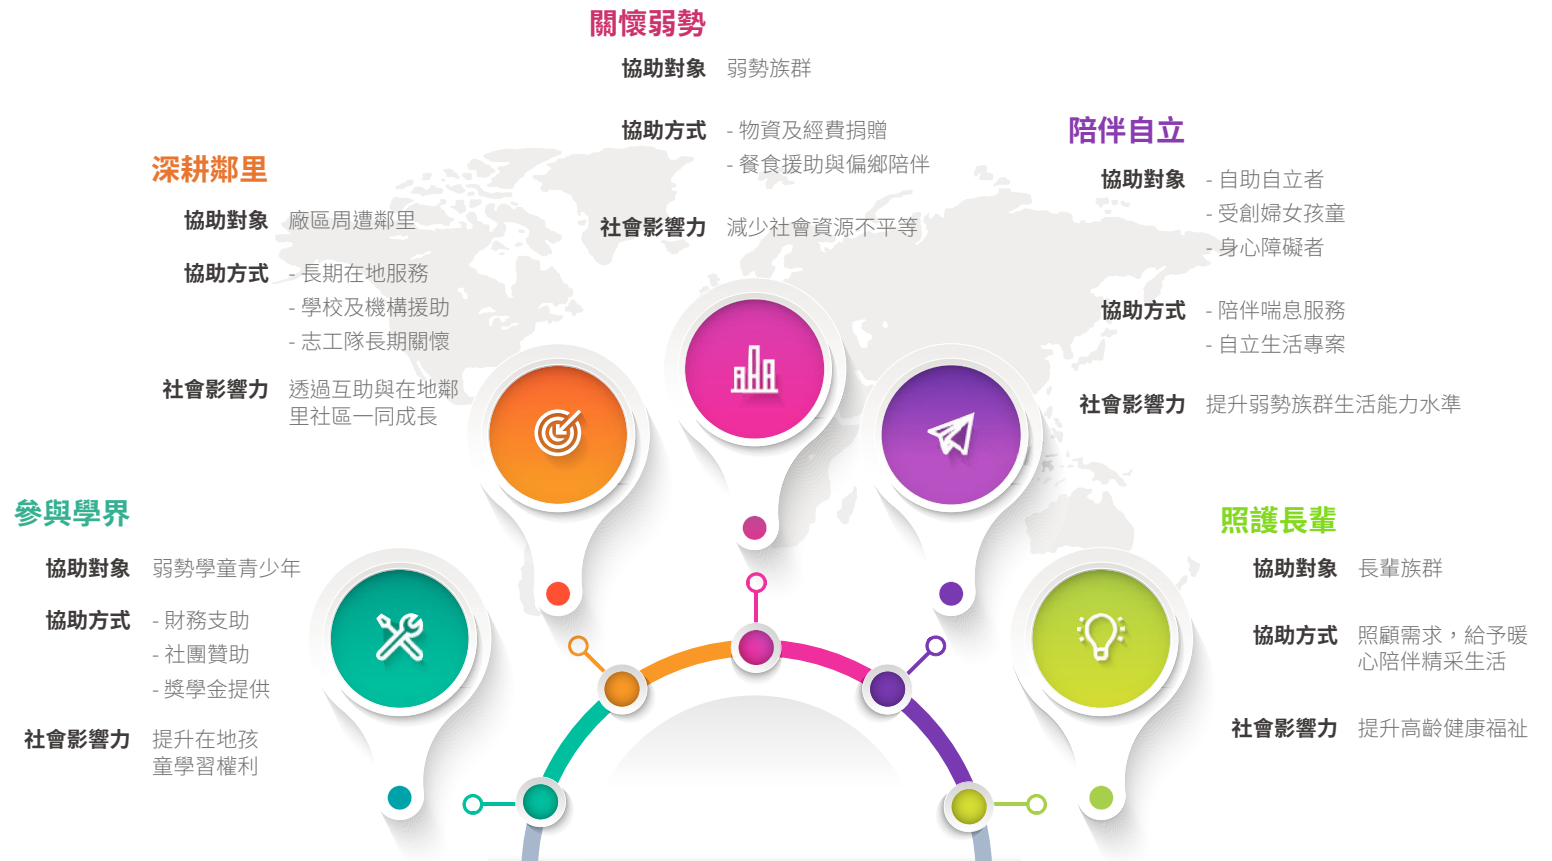 關懷弱勢
協助對象 弱勢族群
協助方式 - 物資及經費捐贈
- 餐食援助與偏鄉陪伴
社會影響力 減少社會資源不平等
深耕鄰里
協助對象 廠區周遭鄰里
協助方式 - 長期在地服務
- 學校及機構援助
- 志工隊長期關懷
社會影響力 透過互助與在地鄰
里社區一同成長
陪伴自立
協助對象 - 自助自立者
- 受創婦女孩童
- 身心障礙者
協助方式 - 陪伴喘息服務
- 自立生活專案
社會影響力 提升弱勢族群生活能力水準
參與學界
協助對象 弱勢學童青少年
協助方式 - 財務支助
- 社團贊助
- 獎學金提供
社會影響力 提升在地孩
童學習權利
照護長輩
協助對象 長輩族群
協助方式 照顧需求，給予暖
心陪伴精采生活
社會影響力 提升高齡健康福祉